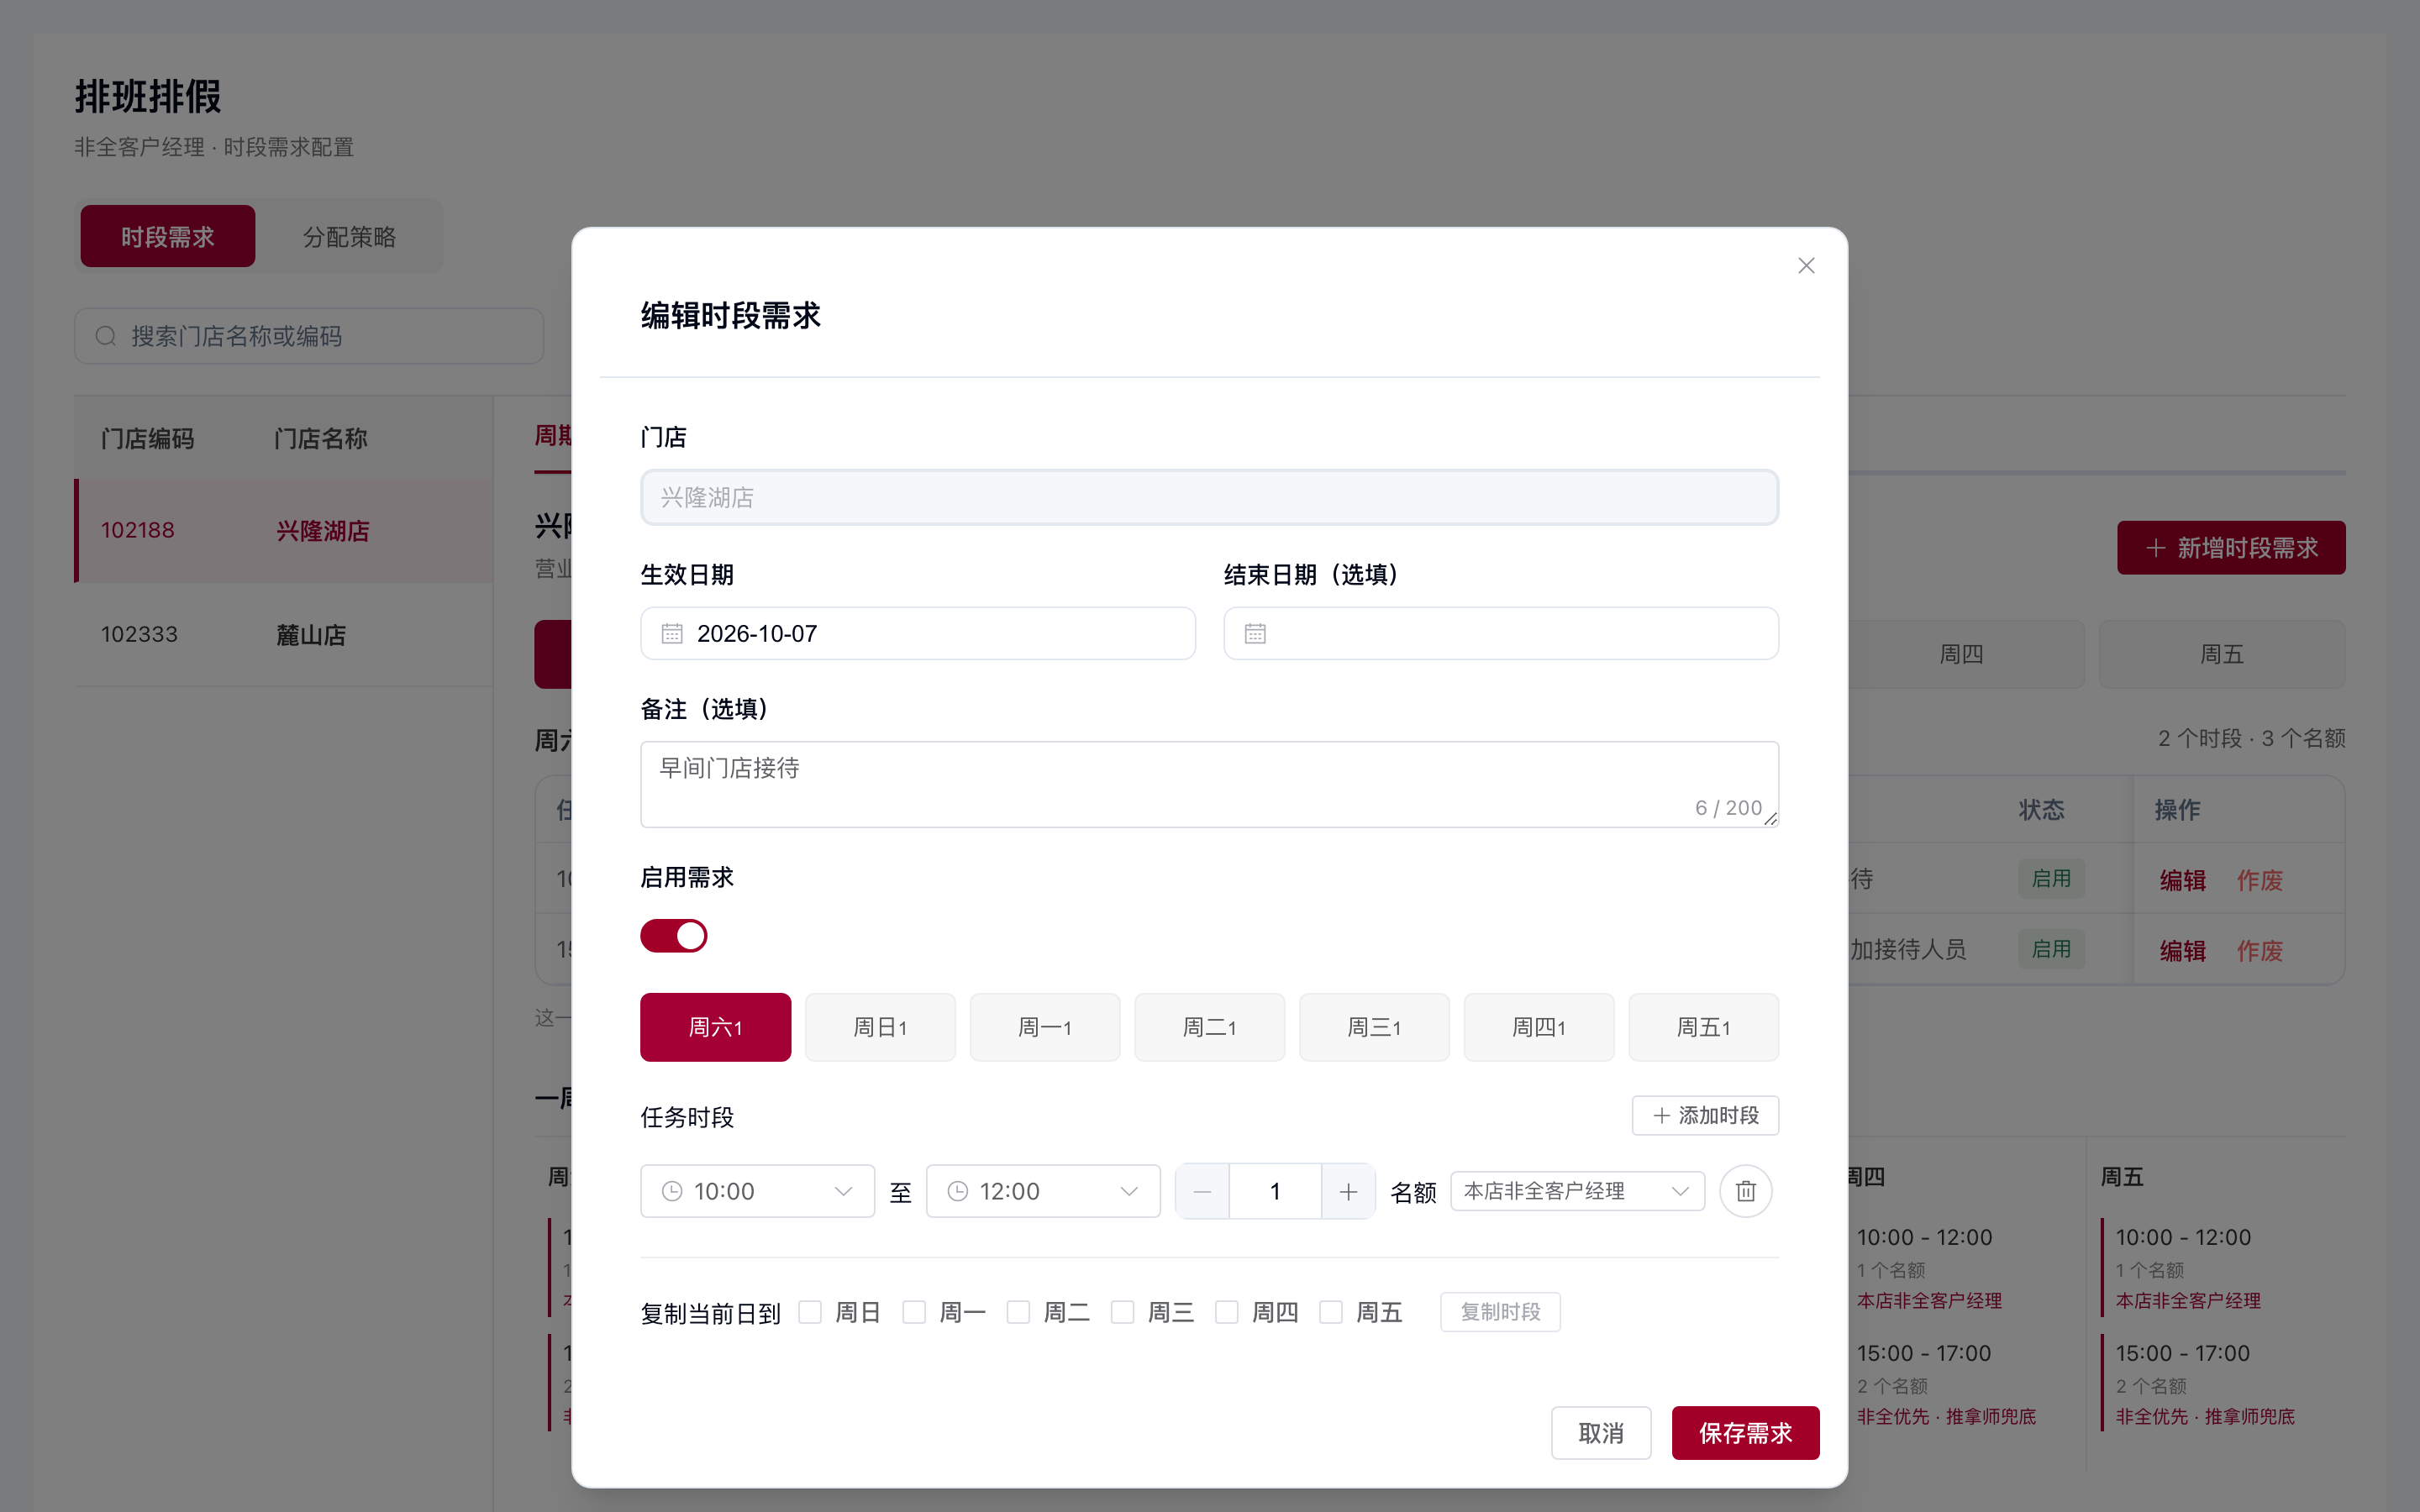 排班排假
非全客户经理 · 时段需求配置
时段需求
分配策略
搜索门店名称或编码
门店编码 门店名称
102188 兴隆湖店
102333 麓山店
新增时段需求
周四 周五
2 个时段 · 3 个名额
状态 操作
待 启用 编辑 作废
加接待人员 启用 编辑 作废
周四 周五
10:00 - 12:00
1 个名额
本店非全客户经理
15:00 - 17:00
2 个名额
非全优先 · 推拿师兜底
10:00 - 12:00
1 个名额
本店非全客户经理
15:00 - 17:00
2 个名额
非全优先 · 推拿师兜底
编辑时段需求
门店
兴隆湖店
生效日期
2026-10-07
结束日期（选填）
备注（选填）
早间门店接待
6 / 200
启用需求
周六1 周日1 周一1 周二1 周三1 周四1 周五1
任务时段
添加时段
10:00 至 12:00 1 名额 本店非全客户经理
复制当前日到 周日 周一 周二 周三 周四 周五 复制时段
取消 保存需求